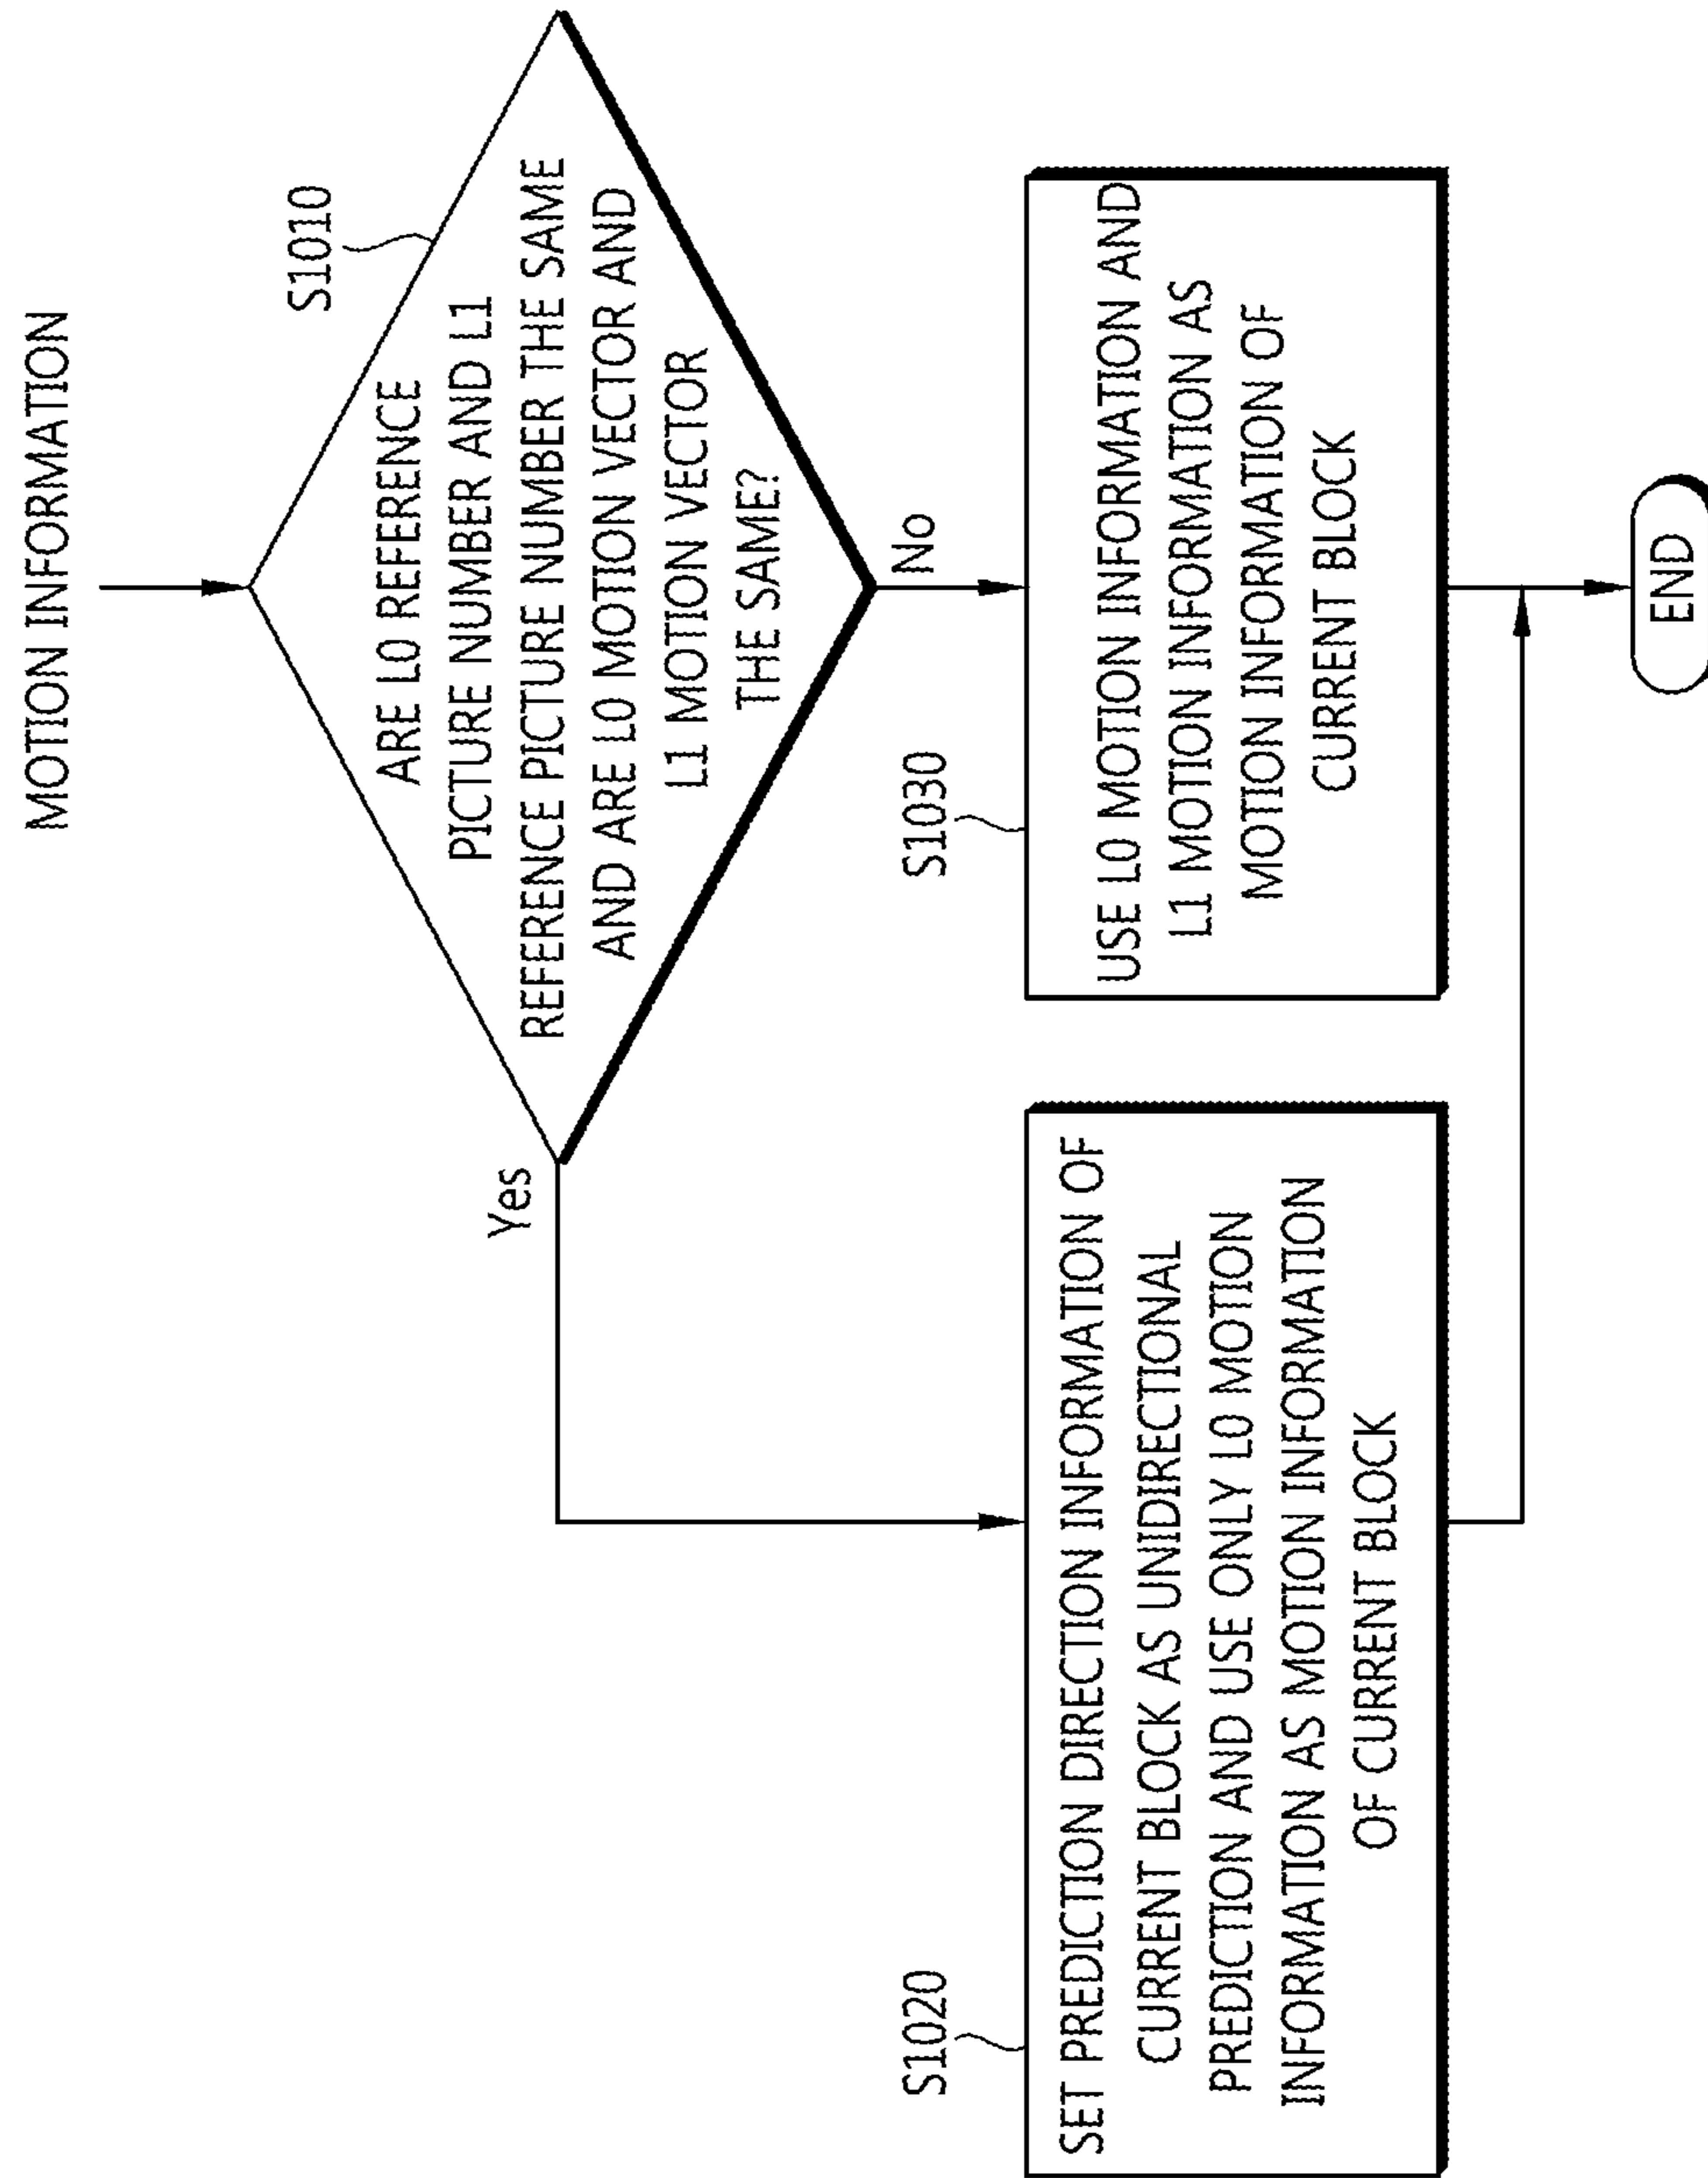 MOTION INFORMATION
S1010
ARE L0 REFERENCE
PICTURE NUMBER AND L1
REFERENCE PICTURE NUMBER THE SAME
AND ARE L0 MOTION VECTOR AND
L1 MOTION VECTOR
THE SAME?
Yes
No
S1020
SET PREDICTION DIRECTION INFORMATION OF
CURRENT BLOCK AS UNIDIRECTIONAL
PREDICTION AND USE ONLY L0 MOTION
INFORMATION AS MOTION INFORMATION
OF CURRENT BLOCK
S1030
USE L0 MOTION INFORMATION AND
L1 MOTION INFORMATION AS
MOTION INFORMATION OF
CURRENT BLOCK
END